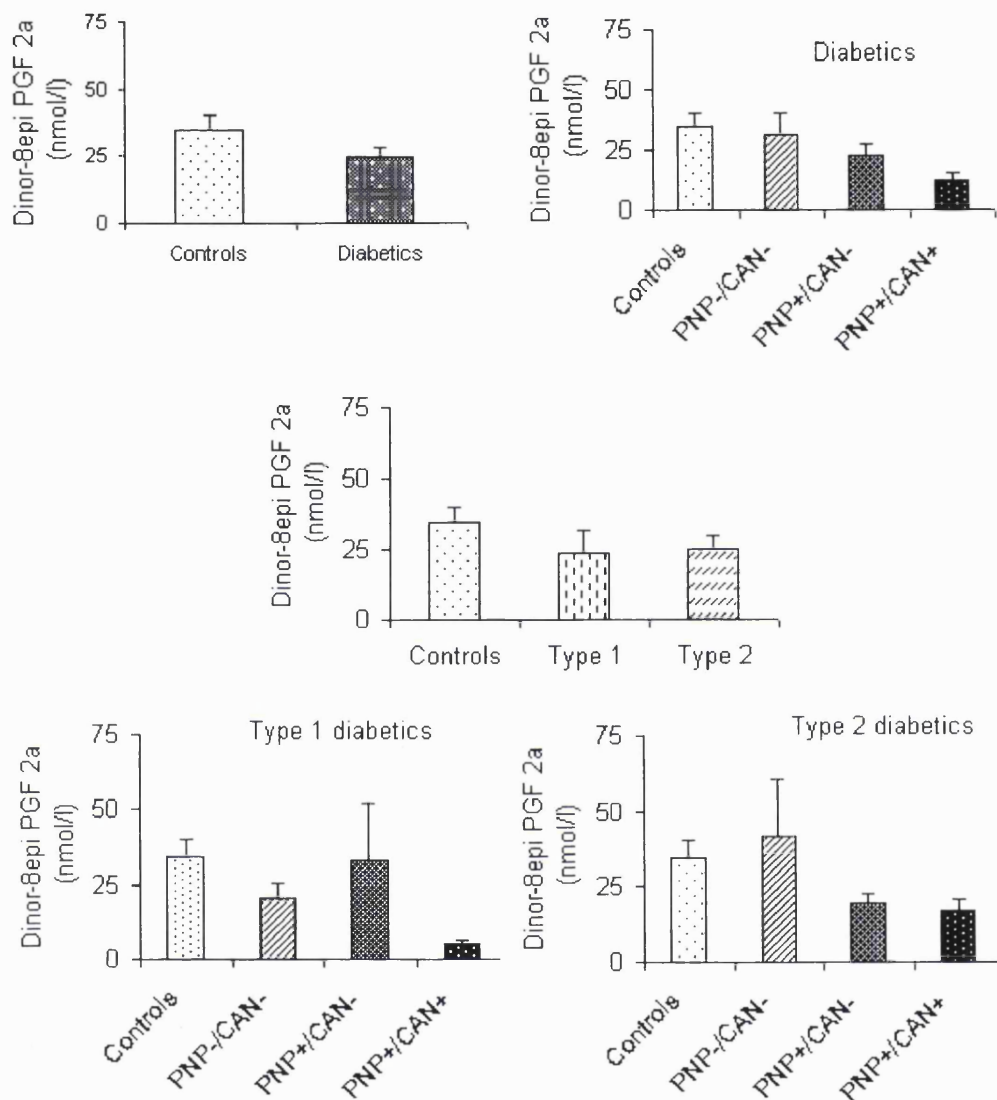 Dinor-8epi PGF 2a
(nmol/l)
75
50
25
0
Controls
Diabetics
Dinor-8epi PGF 2a
(nmol/l)
75
50
25
0
Diabetics
Controls
PNP-/CAN-
PNP+/CAN-
PNP+/CAN+
Dinor-8epi PGF 2a
(nmol/l)
75
50
25
0
Controls
Type 1
Type 2
Dinor-8epi PGF 2a
(nmol/l)
75
50
25
0
Type 1 diabetics
Controls
PNP-/CAN-
PNP+/CAN-
PNP+/CAN+
Dinor-8epi PGF 2a
(nmol/l)
75
50
25
0
Type 2 diabetics
Controls
PNP-/CAN-
PNP+/CAN-
PNP+/CAN+